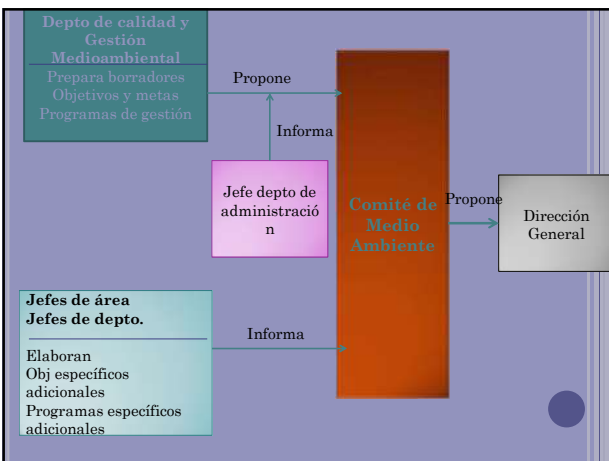 Depto de calidad y
Gestión
Medioambiental
Prepara borradores
Objetivos y metas
Programas de gestión
Propone
Informa
Jefe depto de
administració
n
Comité de
Medio
Ambiente
Propone
Dirección
General
Jefes de área
Jefes de depto.
Informa
Elaboran
Obj específicos
adicionales
Programas específicos
adicionales